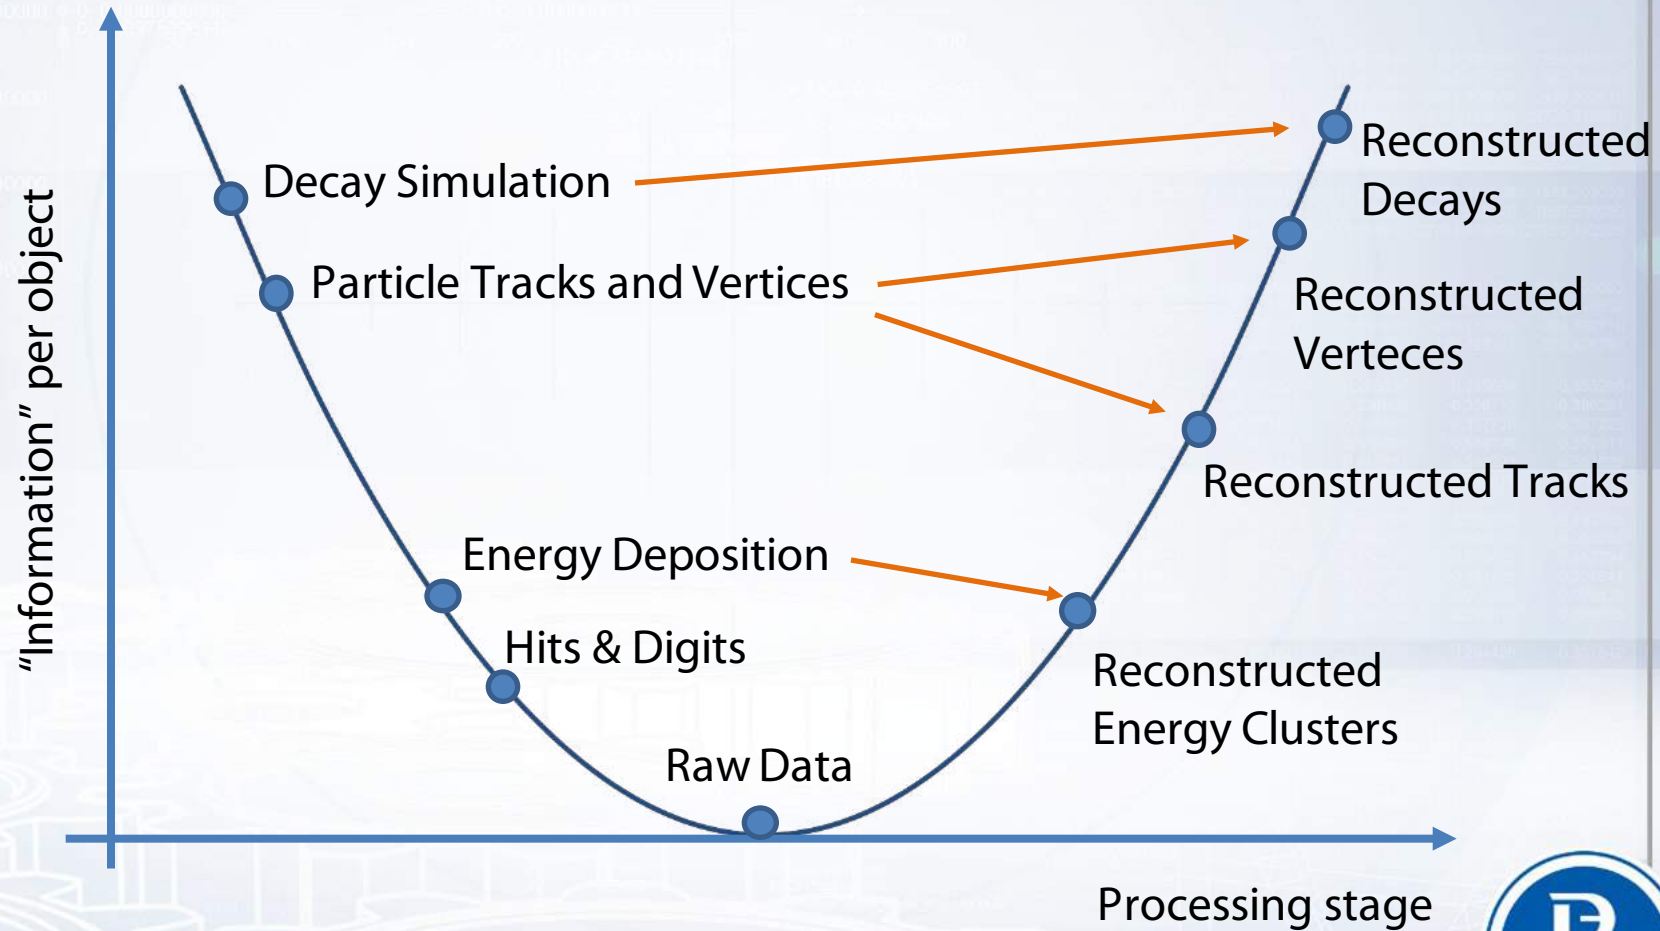 "Information" per object
Decay Simulation
Particle Tracks and Vertices
Energy Deposition
Hits & Digits
Raw Data
Reconstructed
Decays
Reconstructed
Verteces
Reconstructed Tracks
Reconstructed
Energy Clusters
Processing stage